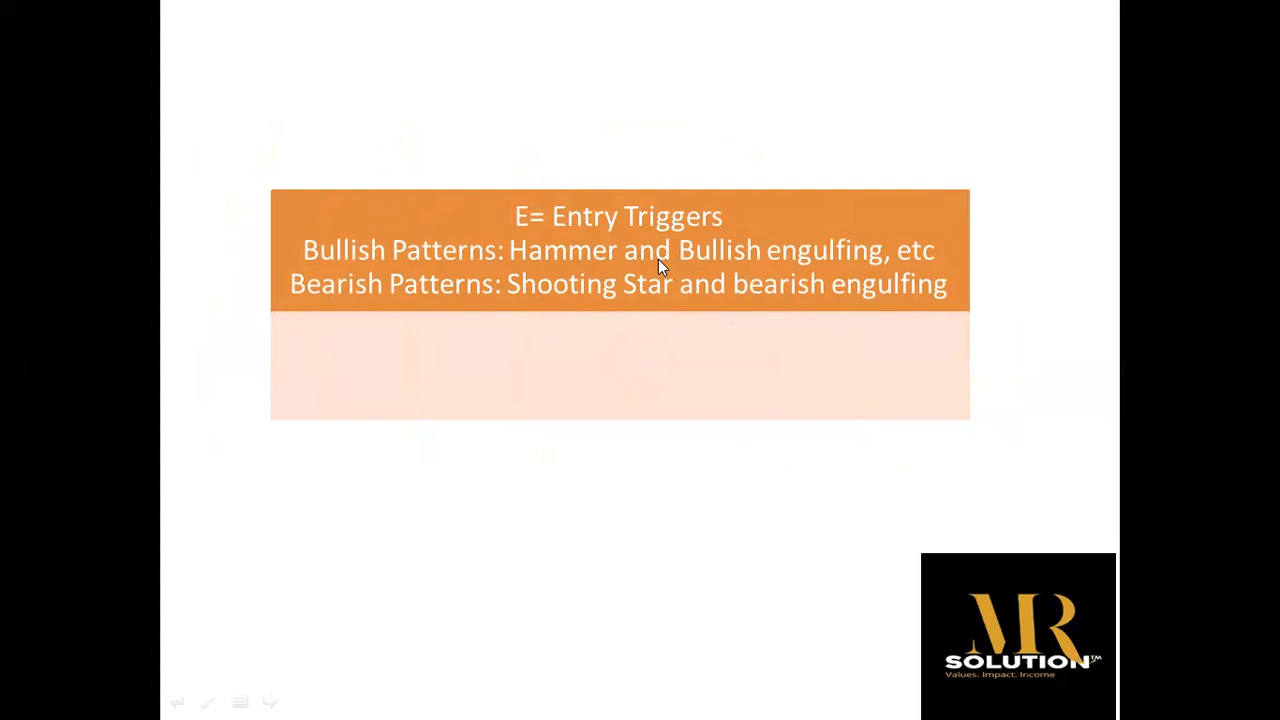 E= Entry Triggers
Bullish Patterns: Hammer and Bullish engulfing, etc
Bearish Patterns: Shooting Star and bearish engulfing
MR
SOLUTION™
Values. Impact. Income